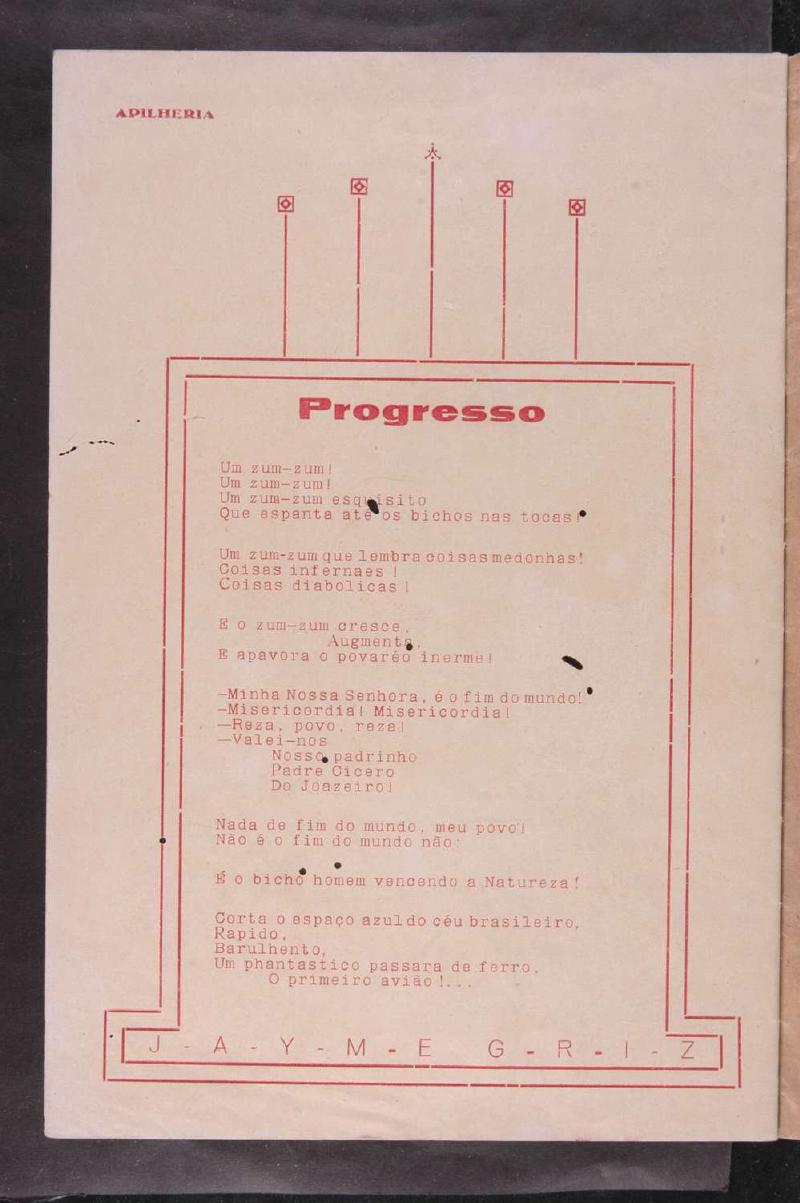 APILHERIA
Progresso
Um zum-zum!
Um zum-zum!
Um zum-zum esquisito
Que espanta até os bichos nas tocas!
Um zum-zum que lembra coisas medonhas!
Coisas infernaes !
Coisas diabolicas !
E o zum-zum cresce,
Augmenta,
E apavora o povaréo inerme!
—Minha Nossa Senhora, é o fim do mundo!
—Misericordia! Misericordia!
—Reza, povo, reza!
—Valei-nos
Nosso padrinho
Padre Cicero
Do Joazeiro!
Nada de fim do mundo, meu povo!
Não é o fim do mundo não:
É o bicho homem vencendo a Natureza!
Corta o espaço azul do céu brasileiro,
Rapido,
Barulhento,
Um phantastico passara de ferro.
O primeiro avião !...
J - A - Y - M - E G - R - I - Z